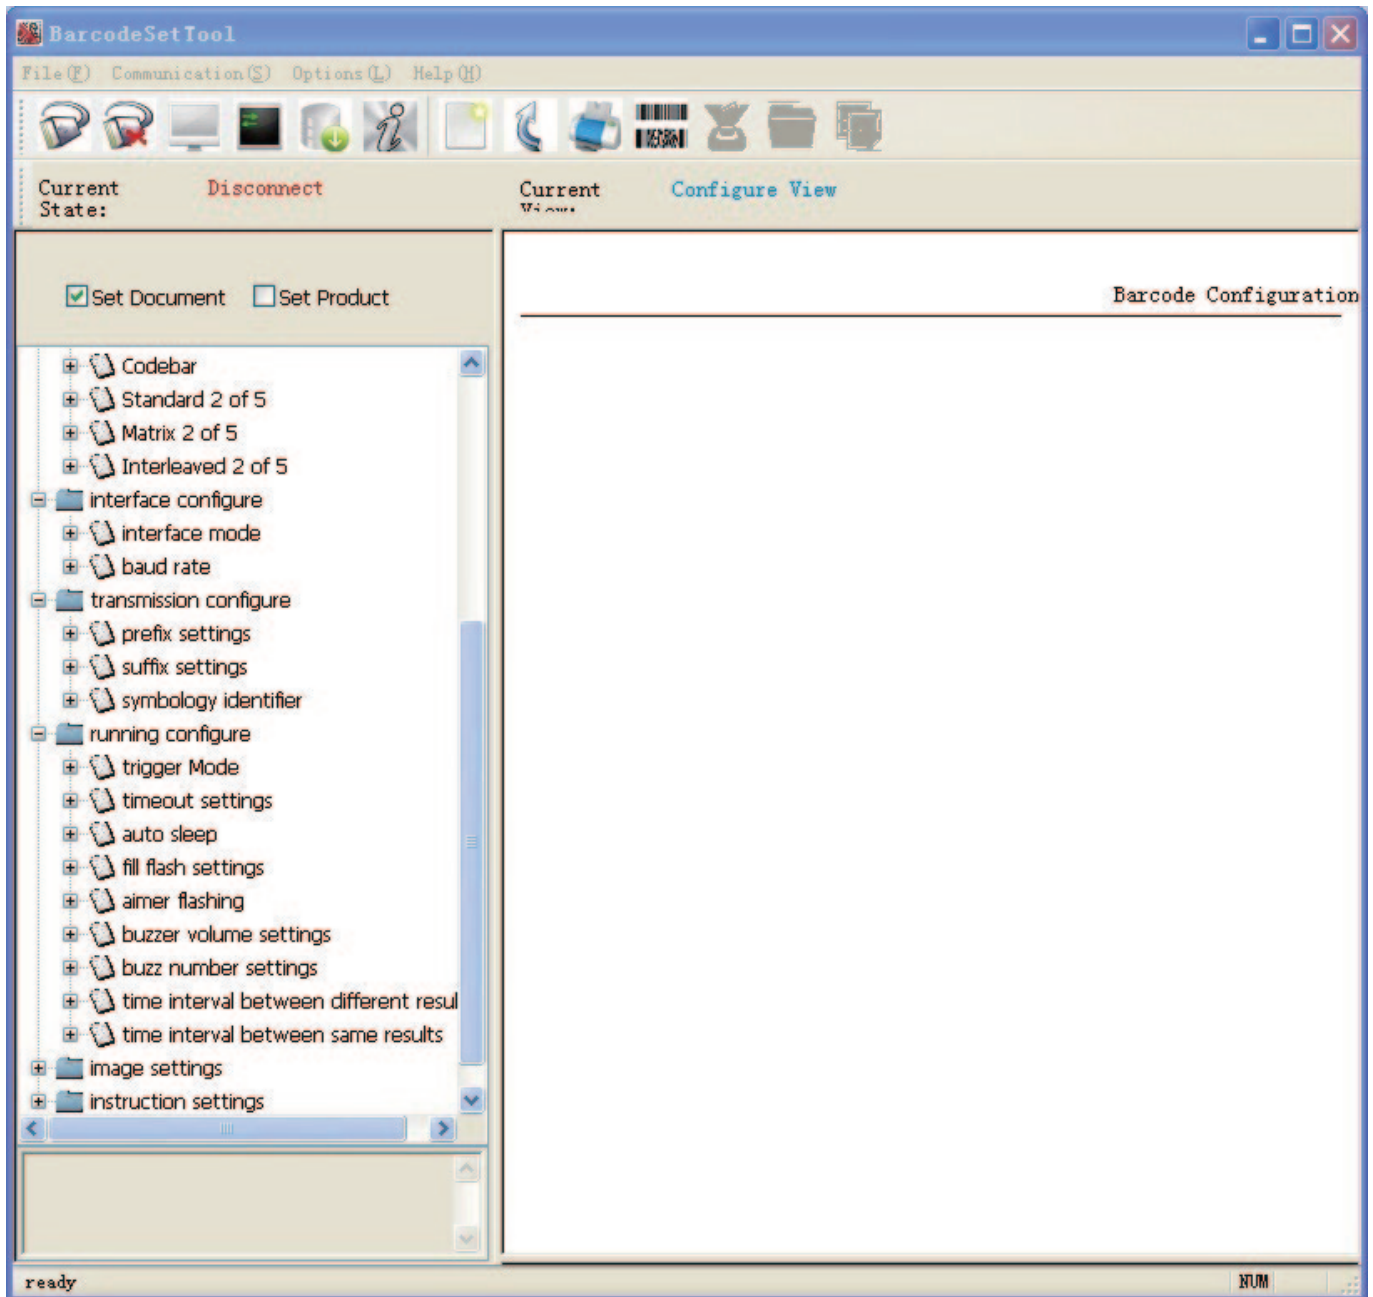 BarcodeSetTool
File(F) Communication(S) Options(L) Help(H)
Current State: Disconnect
Current View: Configure View
Set Document Set Product
Barcode Configuration
Codebar
Standard 2 of 5
Matrix 2 of 5
Interleaved 2 of 5
interface configure
interface mode
baud rate
transmission configure
prefix settings
suffix settings
symbology identifier
running configure
trigger Mode
timeout settings
auto sleep
fill flash settings
aimer flashing
buzzer volume settings
buzz number settings
time interval between different resul
time interval between same results
image settings
instruction settings
ready NUM